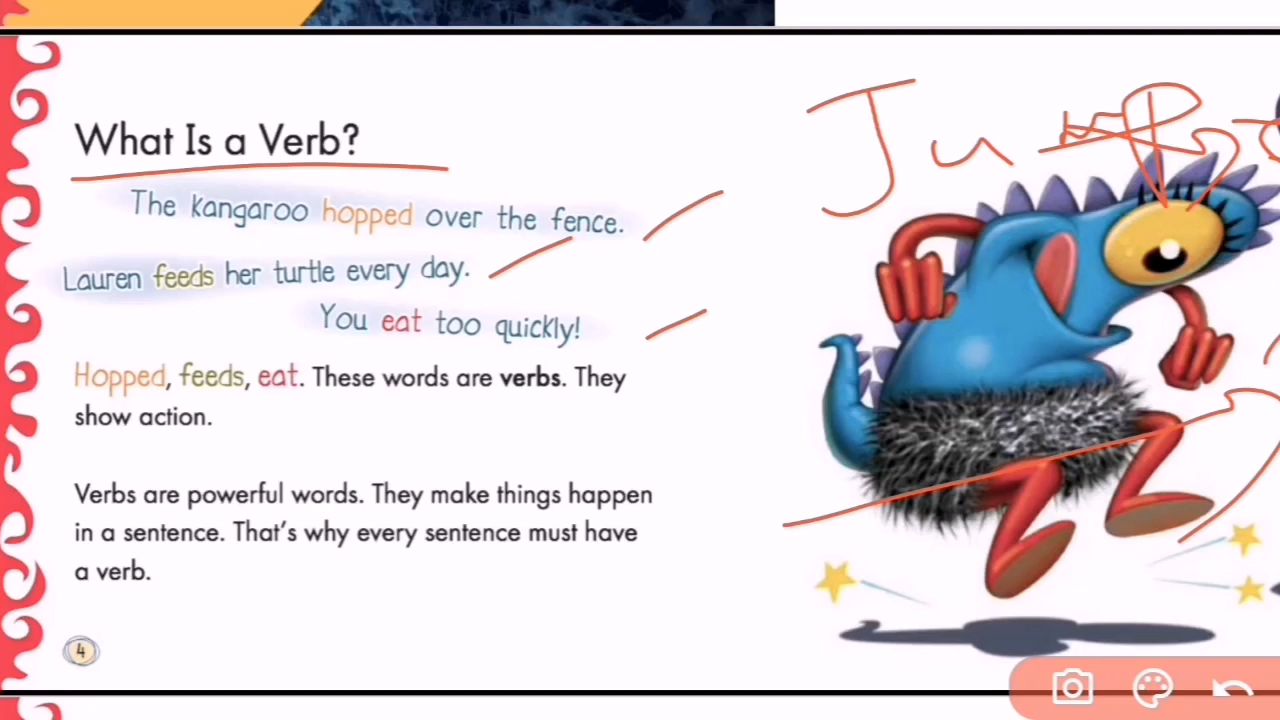 What Is a Verb?
The kangaroo hopped over the fence.
Lauren feeds her turtle every day.
You eat too quickly!
Hopped, feeds, eat. These words are verbs. They
show action.
Verbs are powerful words. They make things happen
in a sentence. That's why every sentence must have
a verb.
4